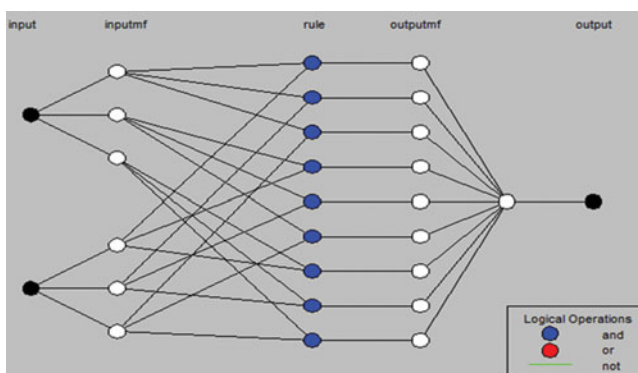 input inputmf rule outputmf output
Logical Operations
and
or
not